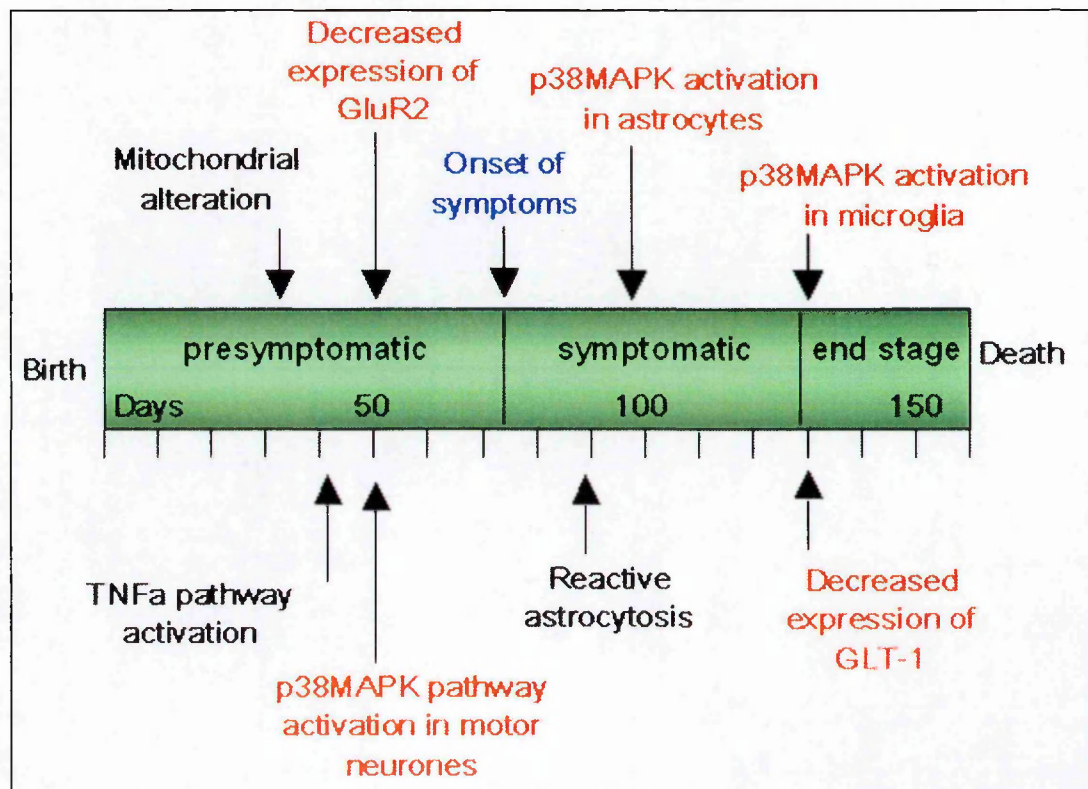 Decreased
expression of
GluR2
p38MAPK activation
in astrocytes
Mitochondrial
alteration
Onset of
symptoms
p38MAPK activation
in microglia
Birth
presymptomatic
symptomatic
end stage
Death
Days
50
100
150
TNFa pathway
activation
Reactive
astrocytosis
Decreased
expression of
GLT-1
p38MAPK pathway
activation in motor
neurones